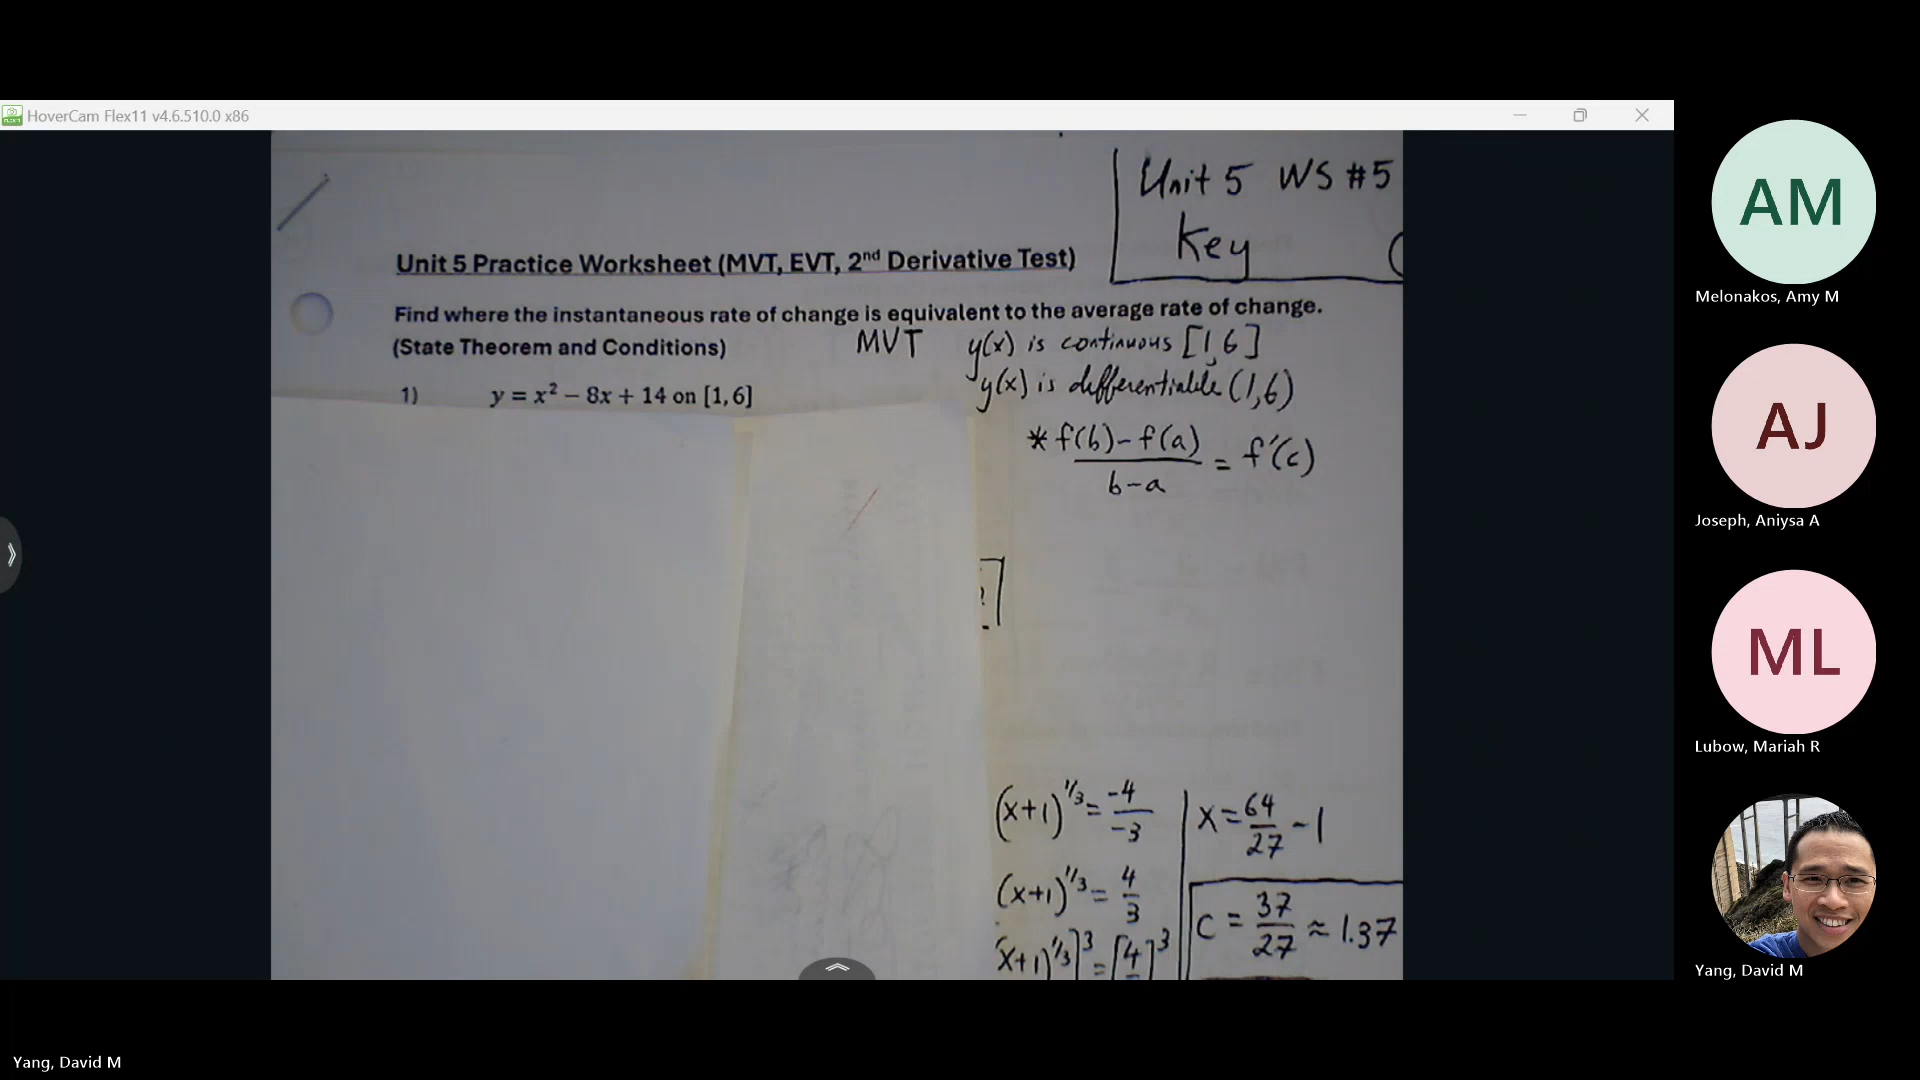 HoverCam Flex11 v4.6.510.0 x86
Unit 5 WS #5
Key
Unit 5 Practice Worksheet (MVT, EVT, 2nd Derivative Test)
Find where the instantaneous rate of change is equivalent to the average rate of change.
(State Theorem and Conditions)
MVT
y(x) is continuous [1,6]
y(x) is differentiable (1,6)
1) y = x² − 8x + 14 on [1,6]
* f(b) − f(a) / b − a = f'(c)
(x+1)^1/3 = -4/-3
(x+1)^1/3 = 4/3
x = 64/27 − 1
c = 37/27 ≈ 1.37
AM
Melonakos, Amy M
AJ
Joseph, Aniysa A
ML
Lubow, Mariah R
Yang, David M
Yang, David M